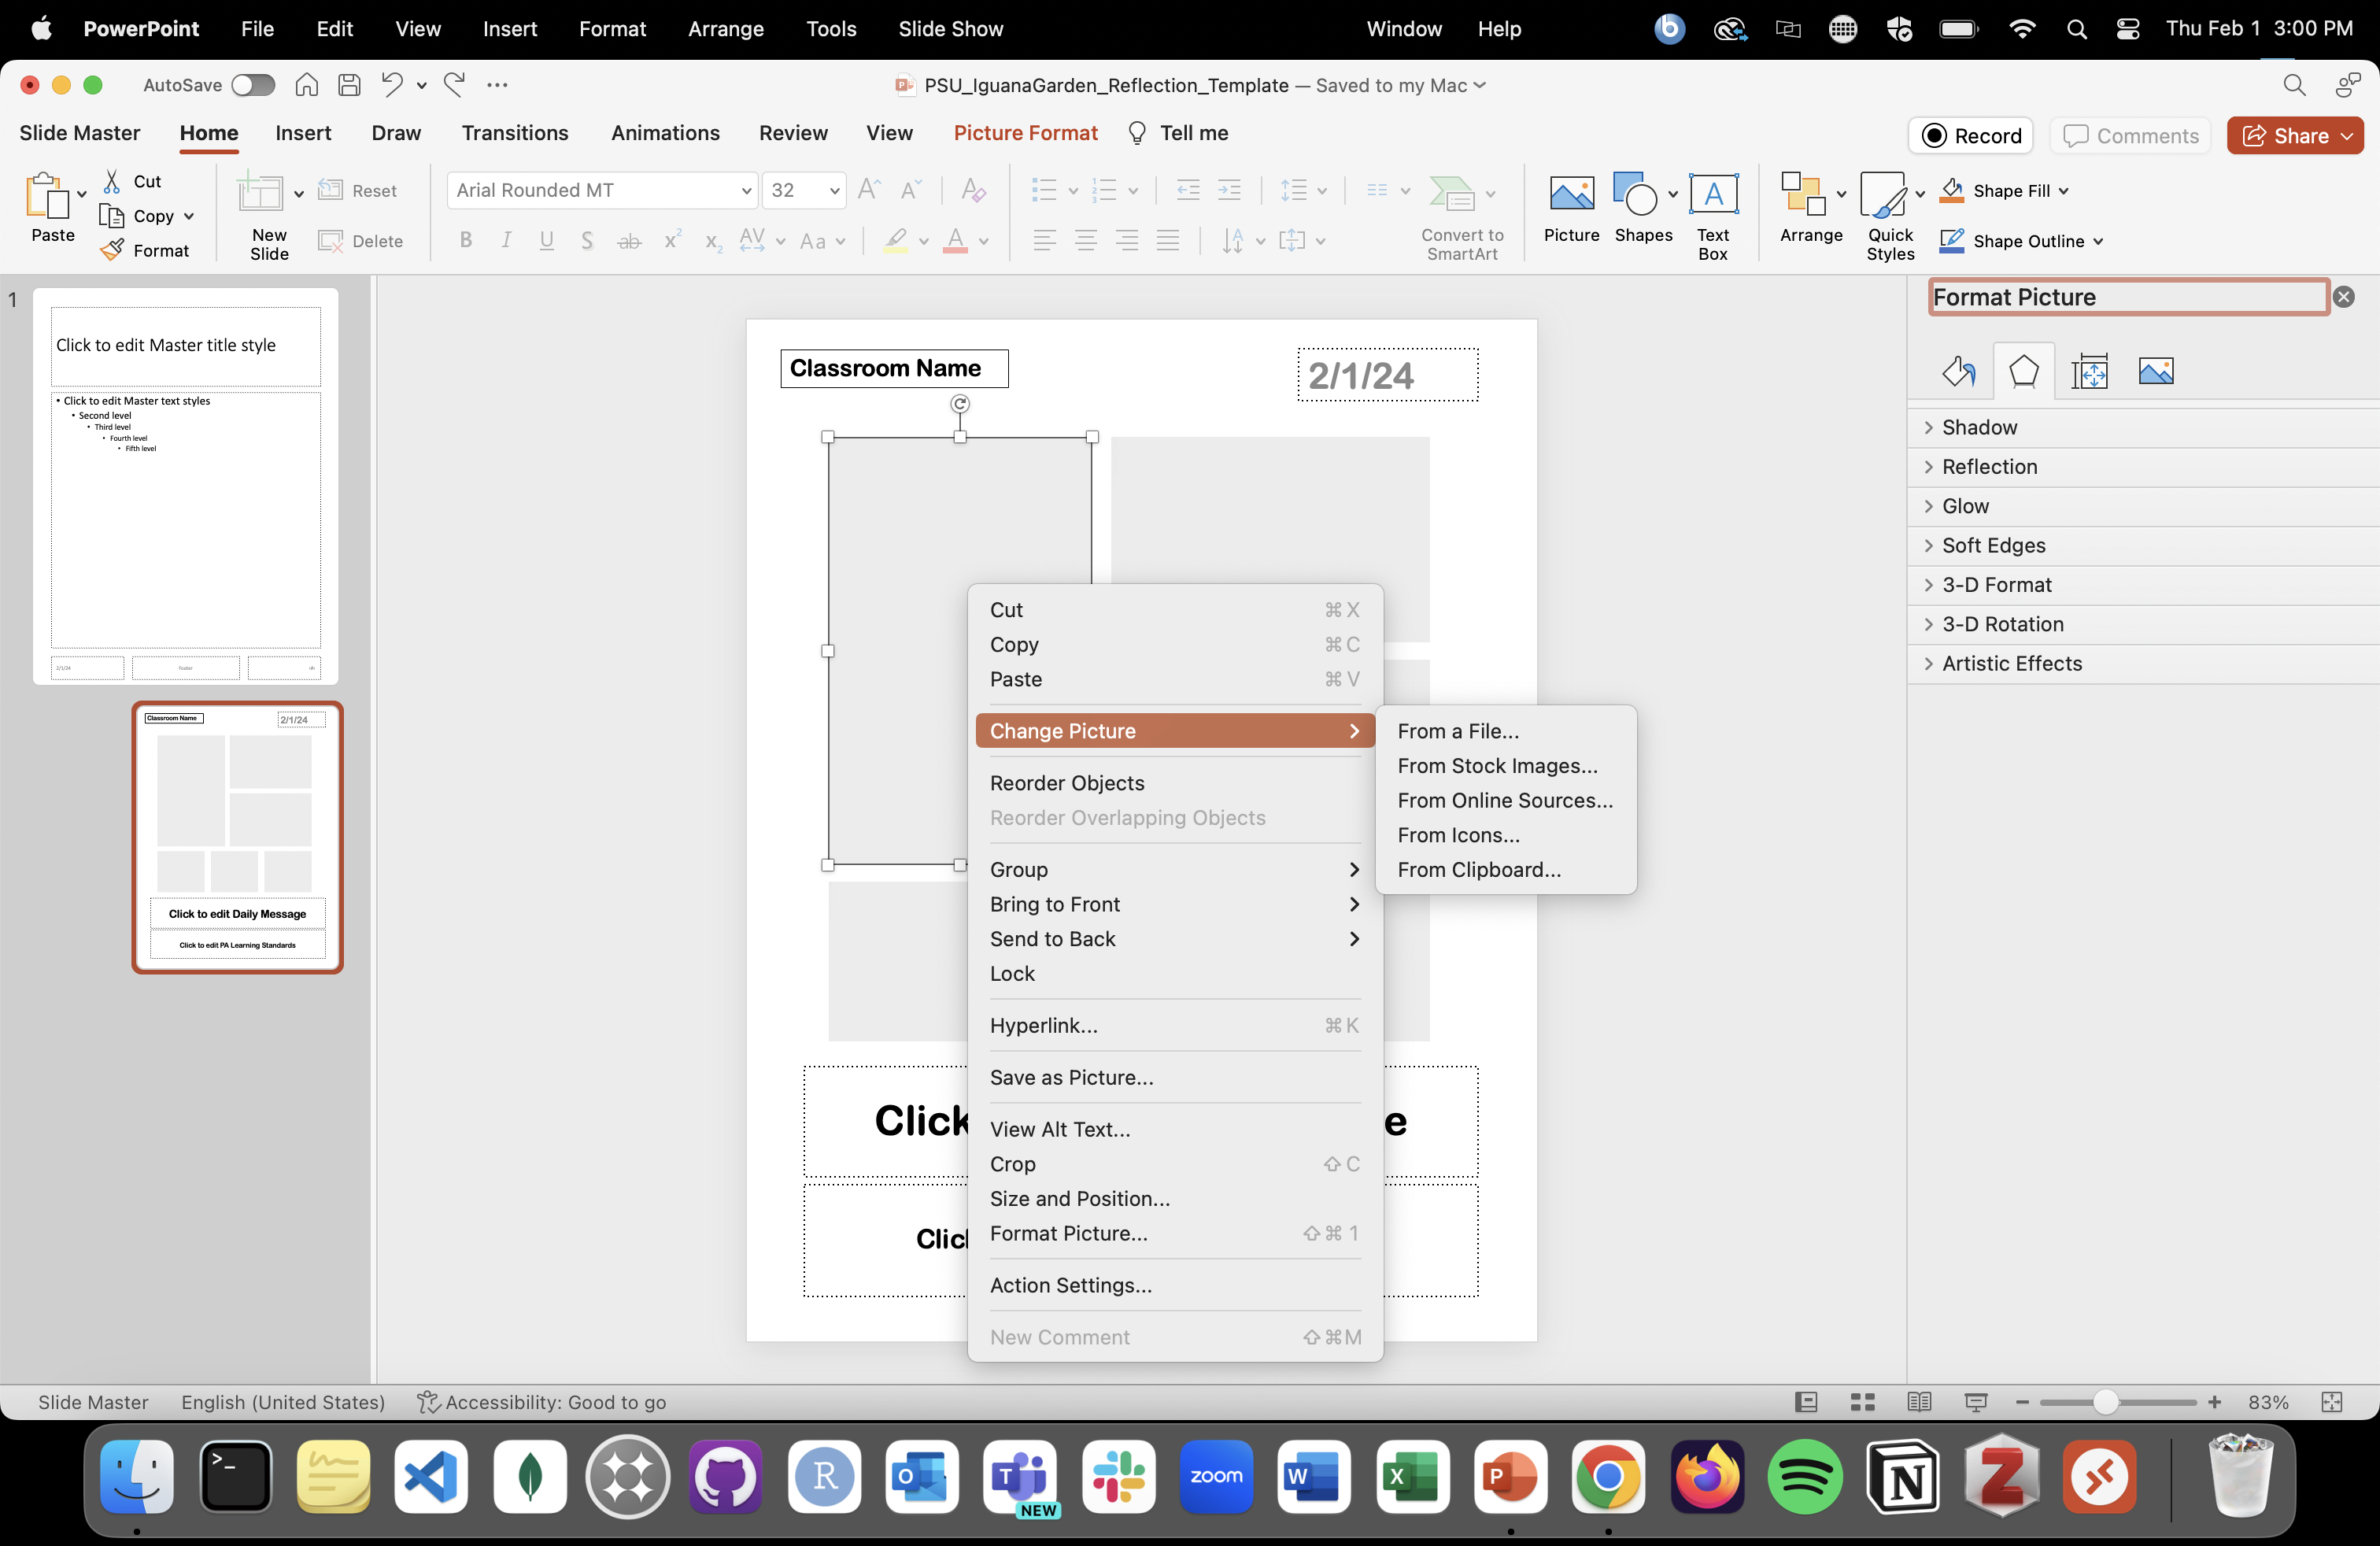 PowerPoint File Edit View Insert Format Arrange Tools Slide Show Window Help Thu Feb 1 3:00 PM
AutoSave PSU_IguanaGarden_Reflection_Template — Saved to my Mac
Slide Master Home Insert Draw Transitions Animations Review View Picture Format Tell me Record Comments Share
Paste
Cut
Copy
Format
New
Slide
Reset
Delete
Arial Rounded MT 32
Convert to
SmartArt
Picture
Shapes
Text
Box
Arrange
Quick
Styles
Shape Fill
Shape Outline
1
Click to edit Master title style
• Click to edit Master text styles
• Second level
• Third level
• Fourth level
• Fifth level
2/1/24
Footer
Classroom Name 2/1/24
Click to edit Daily Message
Click to edit PA Learning Standards
Classroom Name
2/1/24
Click
e
Clic
Cut ⌘ X
Copy ⌘ C
Paste ⌘ V
Change Picture
Reorder Objects
Reorder Overlapping Objects
Group
Bring to Front
Send to Back
Lock
Hyperlink... ⌘ K
Save as Picture...
View Alt Text...
Crop ⇧ C
Size and Position...
Format Picture... ⇧ ⌘ 1
Action Settings...
New Comment ⇧ ⌘ M
From a File...
From Stock Images...
From Online Sources...
From Icons...
From Clipboard...
Format Picture
Shadow
Reflection
Glow
Soft Edges
3-D Format
3-D Rotation
Artistic Effects
Slide Master English (United States) Accessibility: Good to go 83%
NEW
zoom